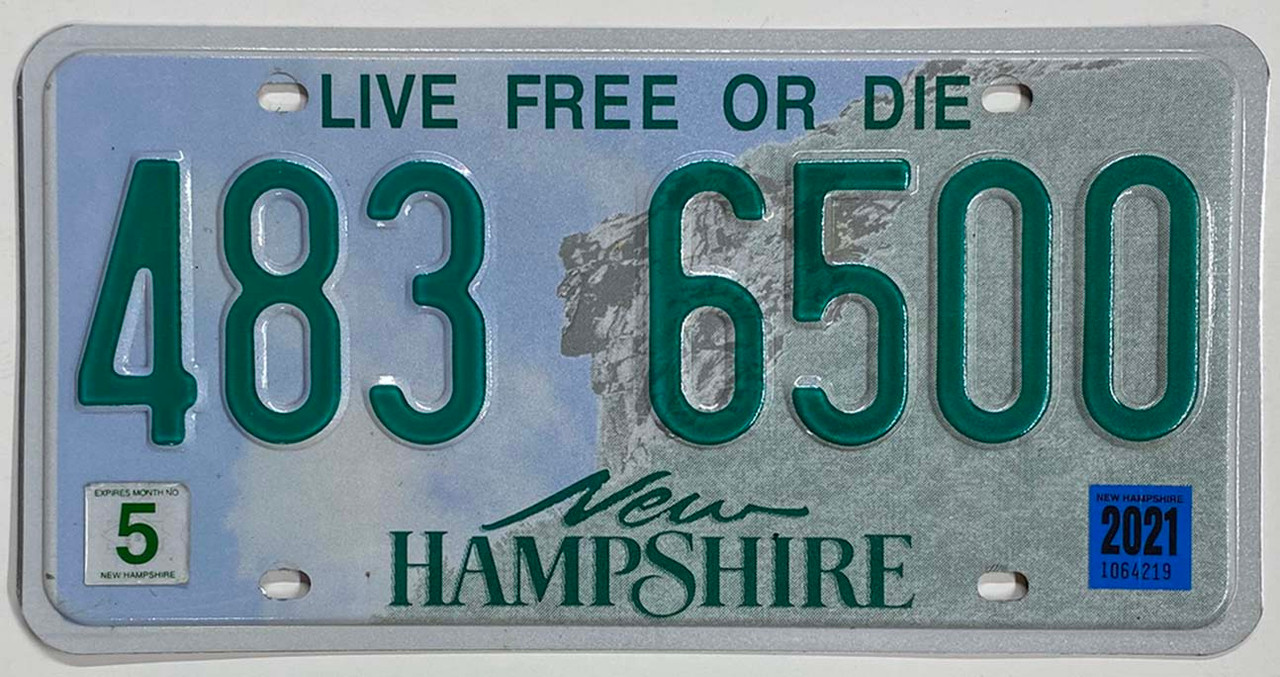 LIVE FREE OR DIE
483 6500
New
HAMPSHIRE
EXPIRES MONTH NO
5
NEW HAMPSHIRE
NEW HAMPSHIRE
2021
1064219